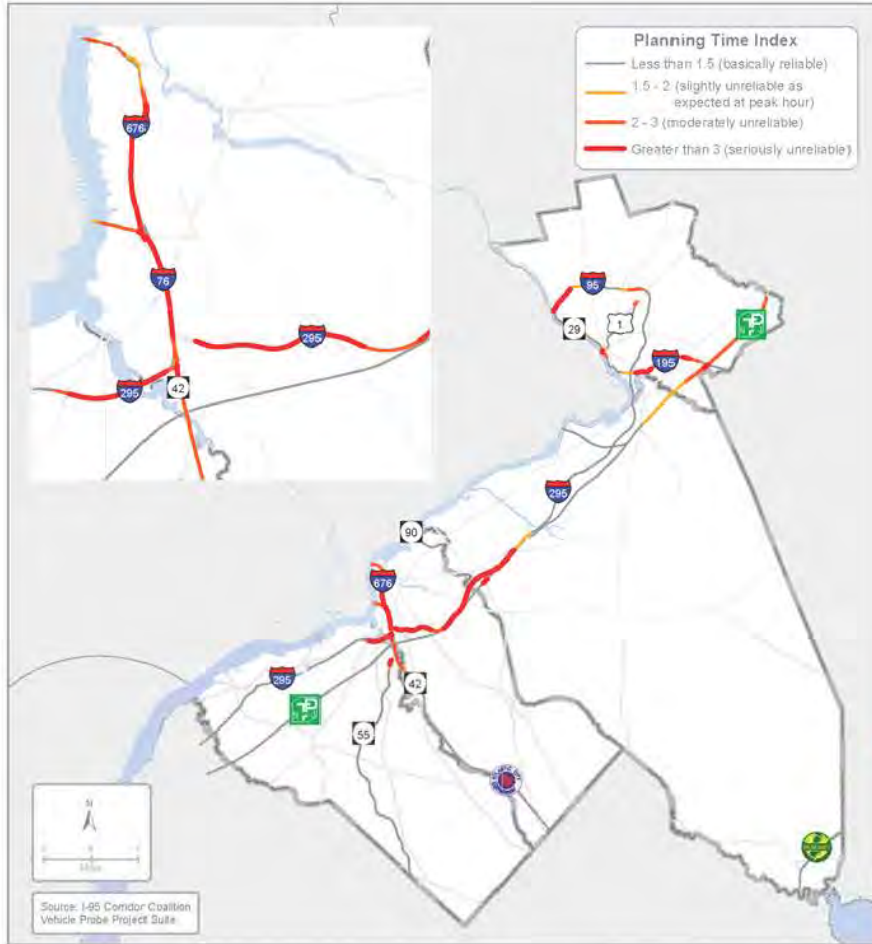 Planning Time Index
Less than 1.5 (basically reliable)
1.5 - 2 (slightly unreliable as
expected at peak hour)
2 - 3 (moderately unreliable)
Greater than 3 (seriously unreliable)
676
76
295
295
42
95
1
29
195
295
90
676
295
42
55
N
Miles
Source: I-95 Corridor Coalition
Vehicle Probe Project Suite